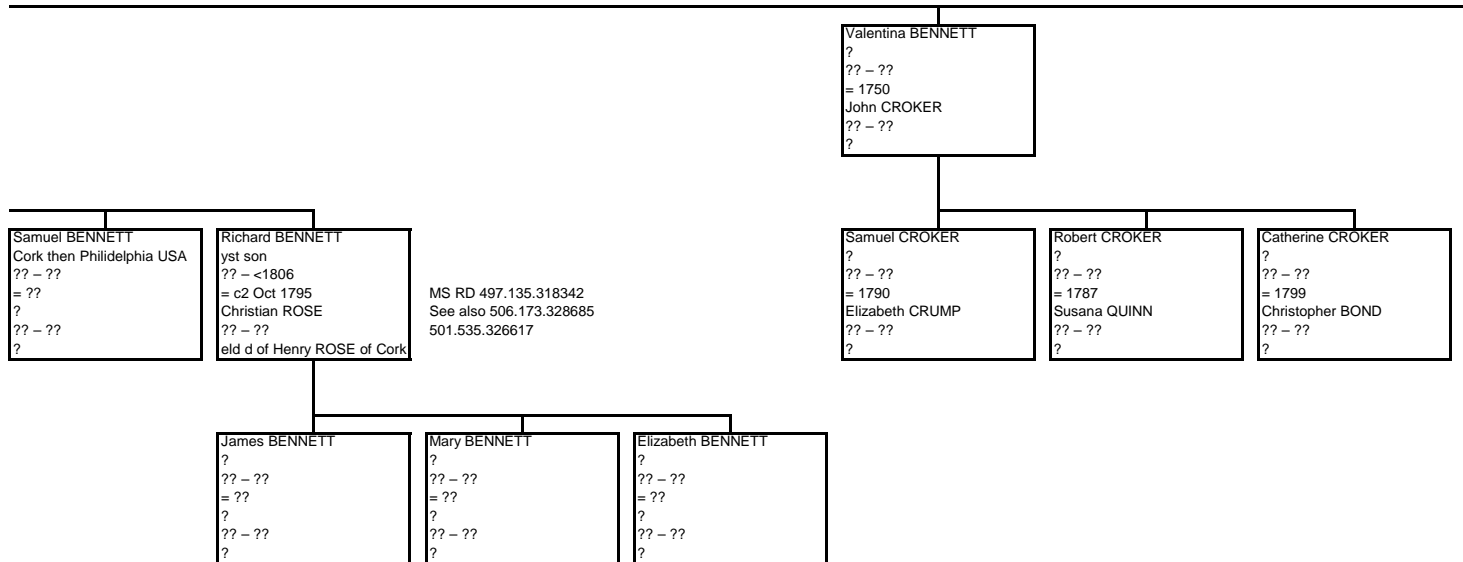 Valentina BENNETT
?
?? – ??
= 1750
John CROKER
?? – ??
?
Samuel BENNETT
Cork then Philidelphia USA
?? – ??
= ??
?
?? – ??
?
Richard BENNETT
yst son
?? – <1806
= c2 Oct 1795
Christian ROSE
?? – ??
eld d of Henry ROSE of Cork
MS RD 497.135.318342
See also 506.173.328685
501.535.326617
Samuel CROKER
?
?? – ??
= 1790
Elizabeth CRUMP
?? – ??
?
Robert CROKER
?
?? – ??
= 1787
Susana QUINN
?? – ??
?
Catherine CROKER
?
?? – ??
= 1799
Christopher BOND
?? – ??
?
James BENNETT
?
?? – ??
= ??
?
?? – ??
?
Mary BENNETT
?
?? – ??
= ??
?
?? – ??
?
Elizabeth BENNETT
?
?? – ??
= ??
?
?? – ??
?